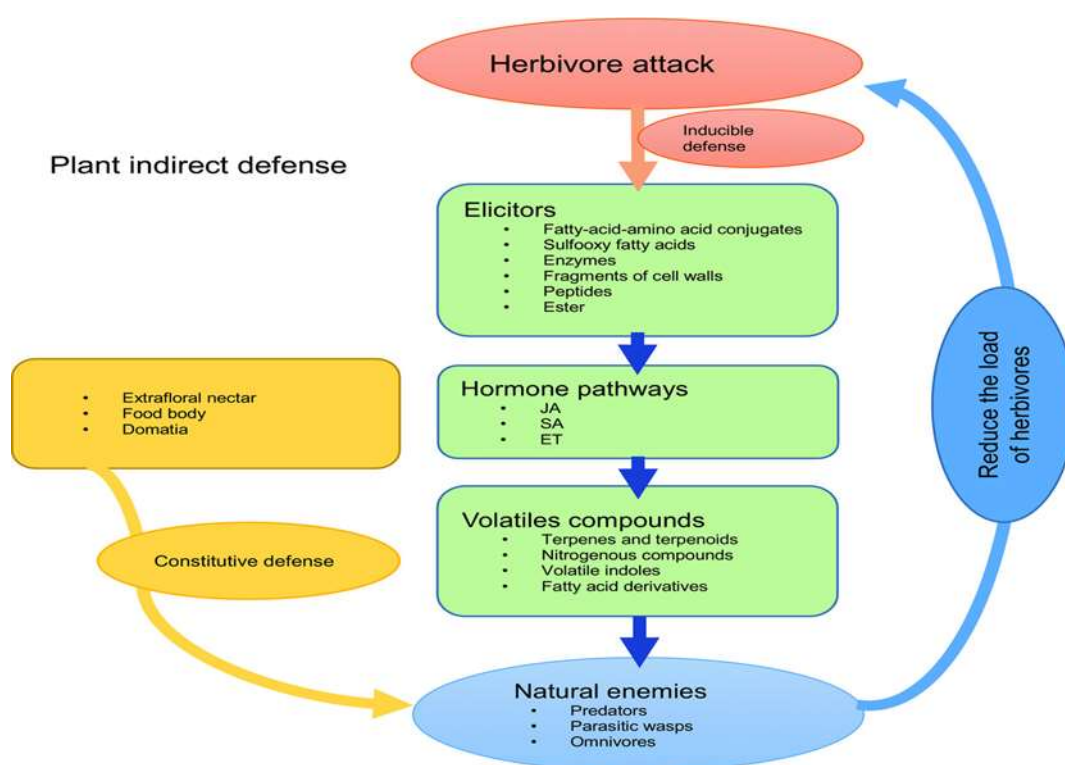 Herbivore attack
Inducible
defense
Plant indirect defense
Elicitors
• Fatty-acid-amino acid conjugates
• Sulfooxy fatty acids
• Enzymes
• Fragments of cell walls
• Peptides
• Ester
Hormone pathways
• JA
• SA
• ET
• Extrafloral nectar
• Food body
• Domatia
Reduce the load
of herbivores
Volatiles compounds
• Terpenes and terpenoids
• Nitrogenous compounds
• Volatile indoles
• Fatty acid derivatives
Constitutive defense
Natural enemies
• Predators
• Parasitic wasps
• Omnivores